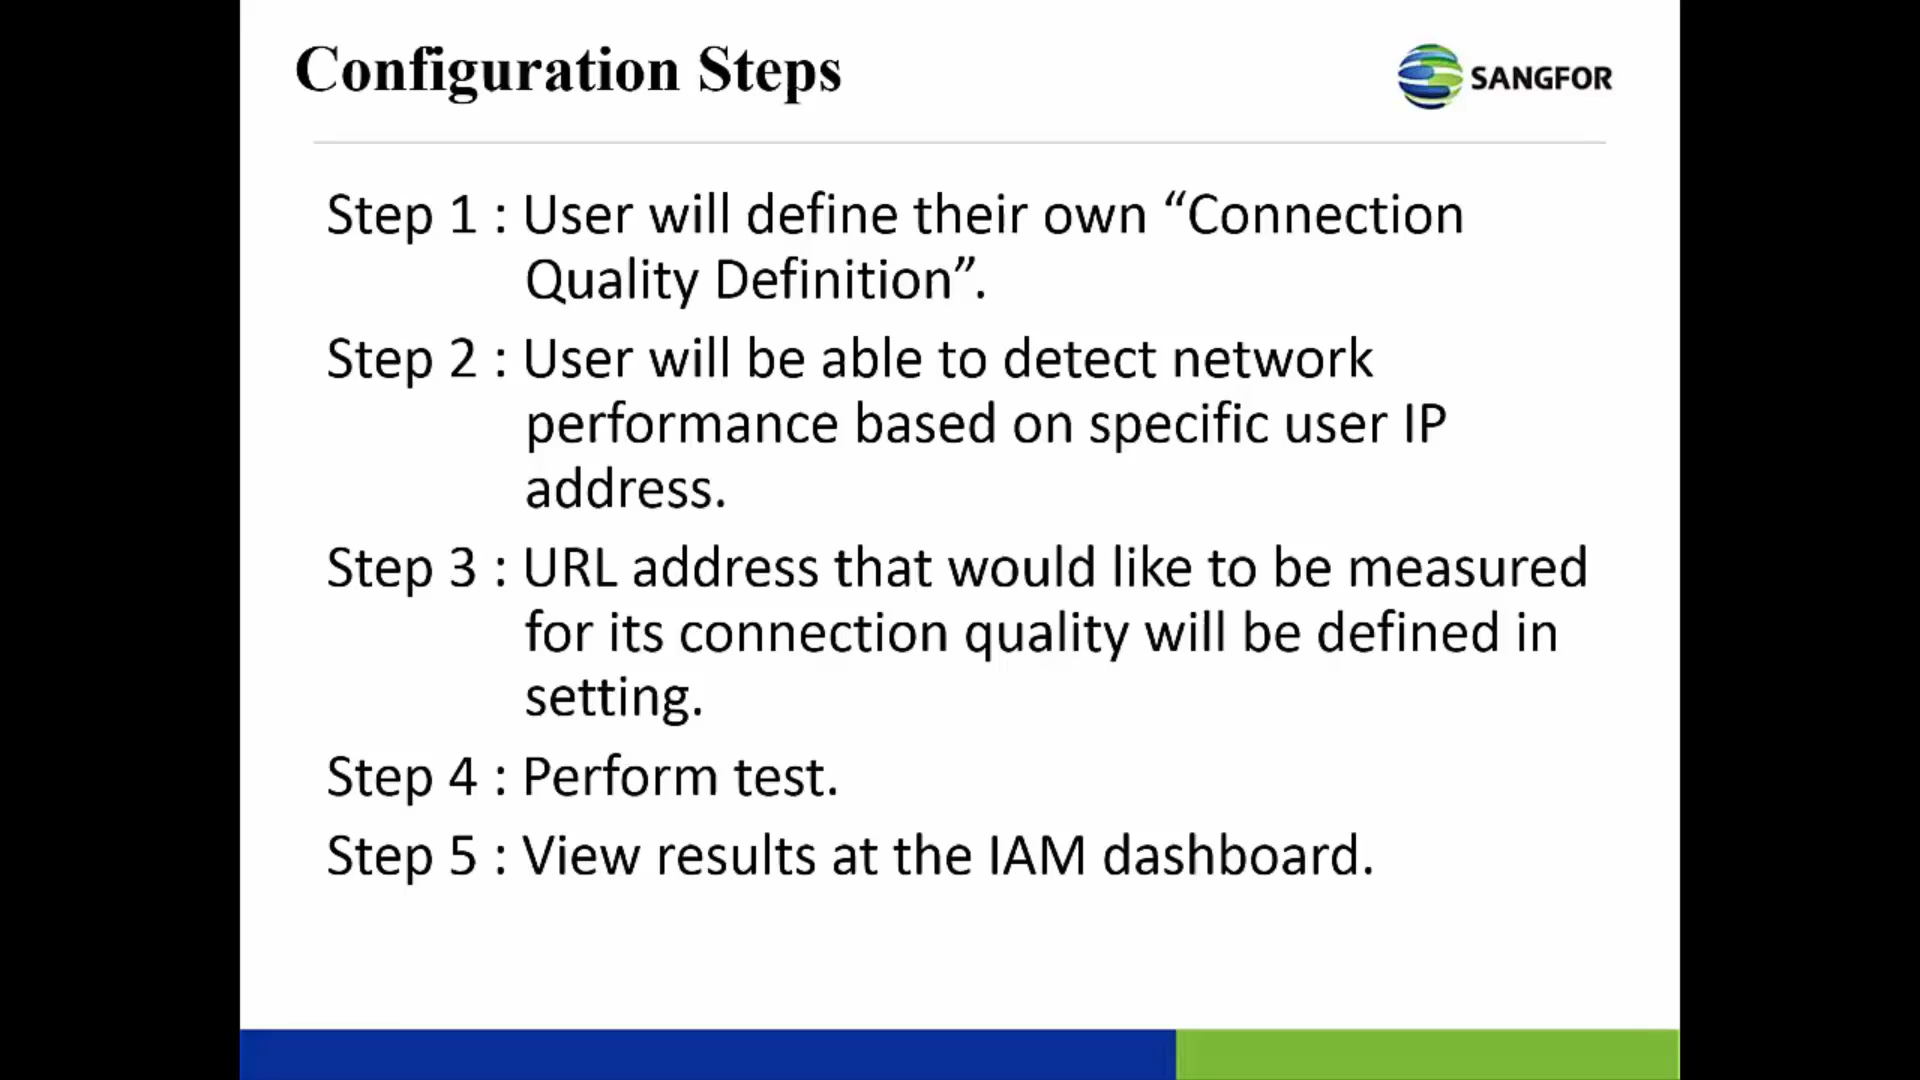 Configuration Steps
SANGFOR
Step 1 : User will define their own “Connection
Quality Definition”.
Step 2 : User will be able to detect network
performance based on specific user IP
address.
Step 3 : URL address that would like to be measured
for its connection quality will be defined in
setting.
Step 4 : Perform test.
Step 5 : View results at the IAM dashboard.